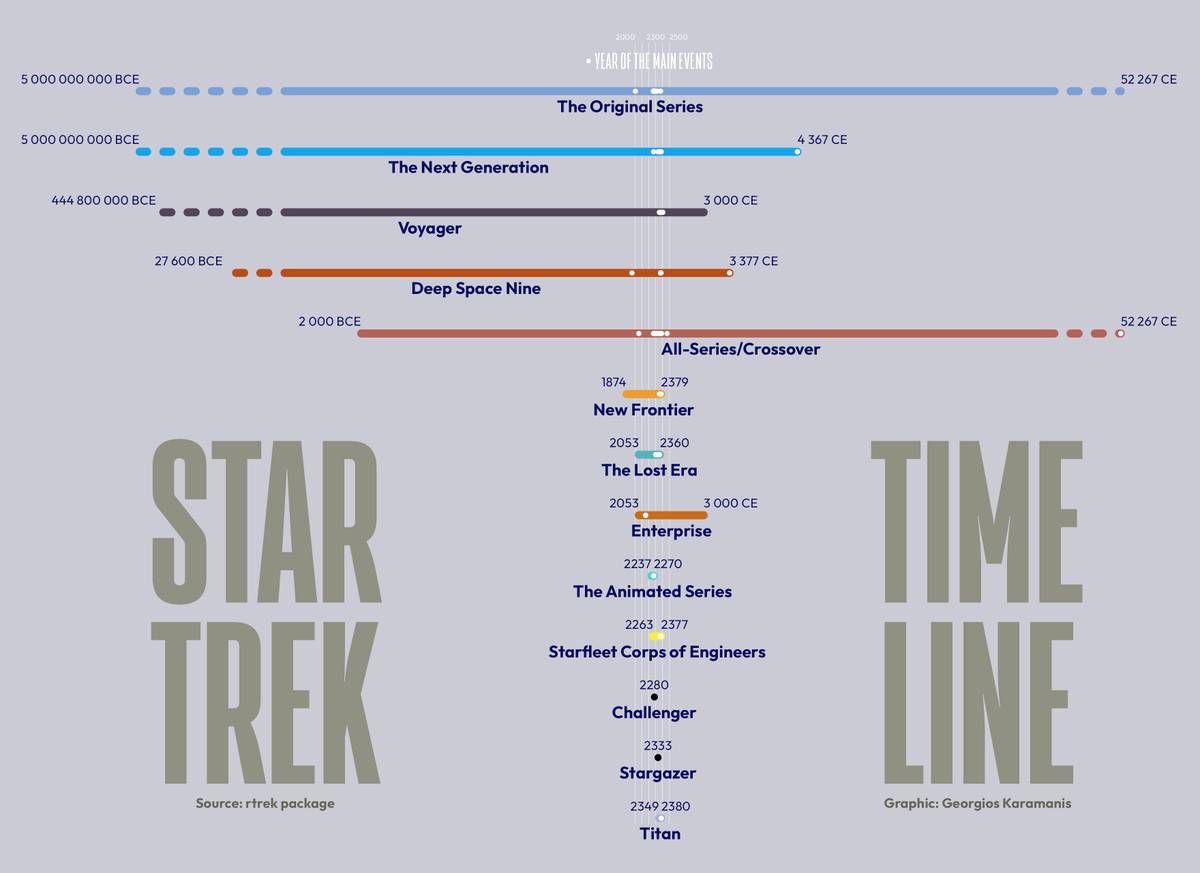 2000 2300 2500
• YEAR OF THE MAIN EVENTS
5 000 000 000 BCE 52 267 CE
The Original Series
5 000 000 000 BCE 4 367 CE
The Next Generation
444 800 000 BCE 3 000 CE
Voyager
27 600 BCE 3 377 CE
Deep Space Nine
2 000 BCE 52 267 CE
All-Series/Crossover
1874 2379
New Frontier
2053 2360
The Lost Era
2053 3 000 CE
Enterprise
2237 2270
The Animated Series
2263 2377
Starfleet Corps of Engineers
2280
Challenger
2333
Stargazer
2349 2380
Titan
STAR
TREK
TIME
LINE
Source: rtrek package
Graphic: Georgios Karamanis